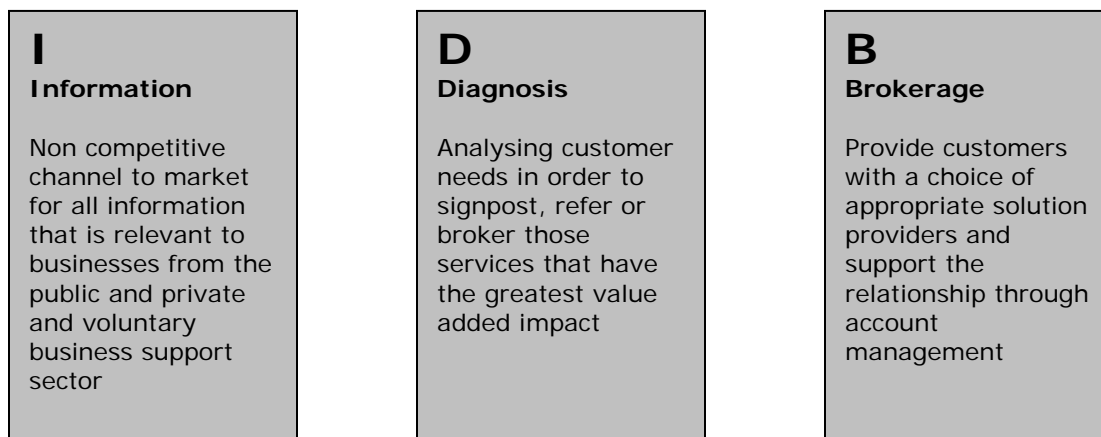 I
Information
Non competitive
channel to market
for all information
that is relevant to
businesses from the
public and private
and voluntary
business support
sector
D
Diagnosis
Analysing customer
needs in order to
signpost, refer or
broker those
services that have
the greatest value
added impact
B
Brokerage
Provide customers
with a choice of
appropriate solution
providers and
support the
relationship through
account
management